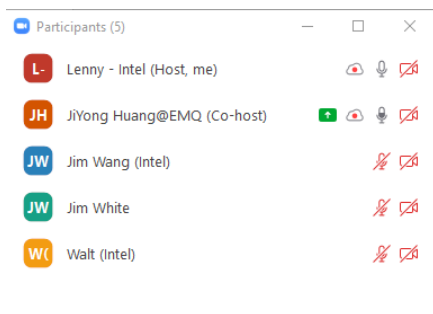 Participants (5)
L- Lenny - Intel (Host, me)
JH JiYong Huang@EMQ (Co-host)
JW Jim Wang (Intel)
JW Jim White
W( Walt (Intel)